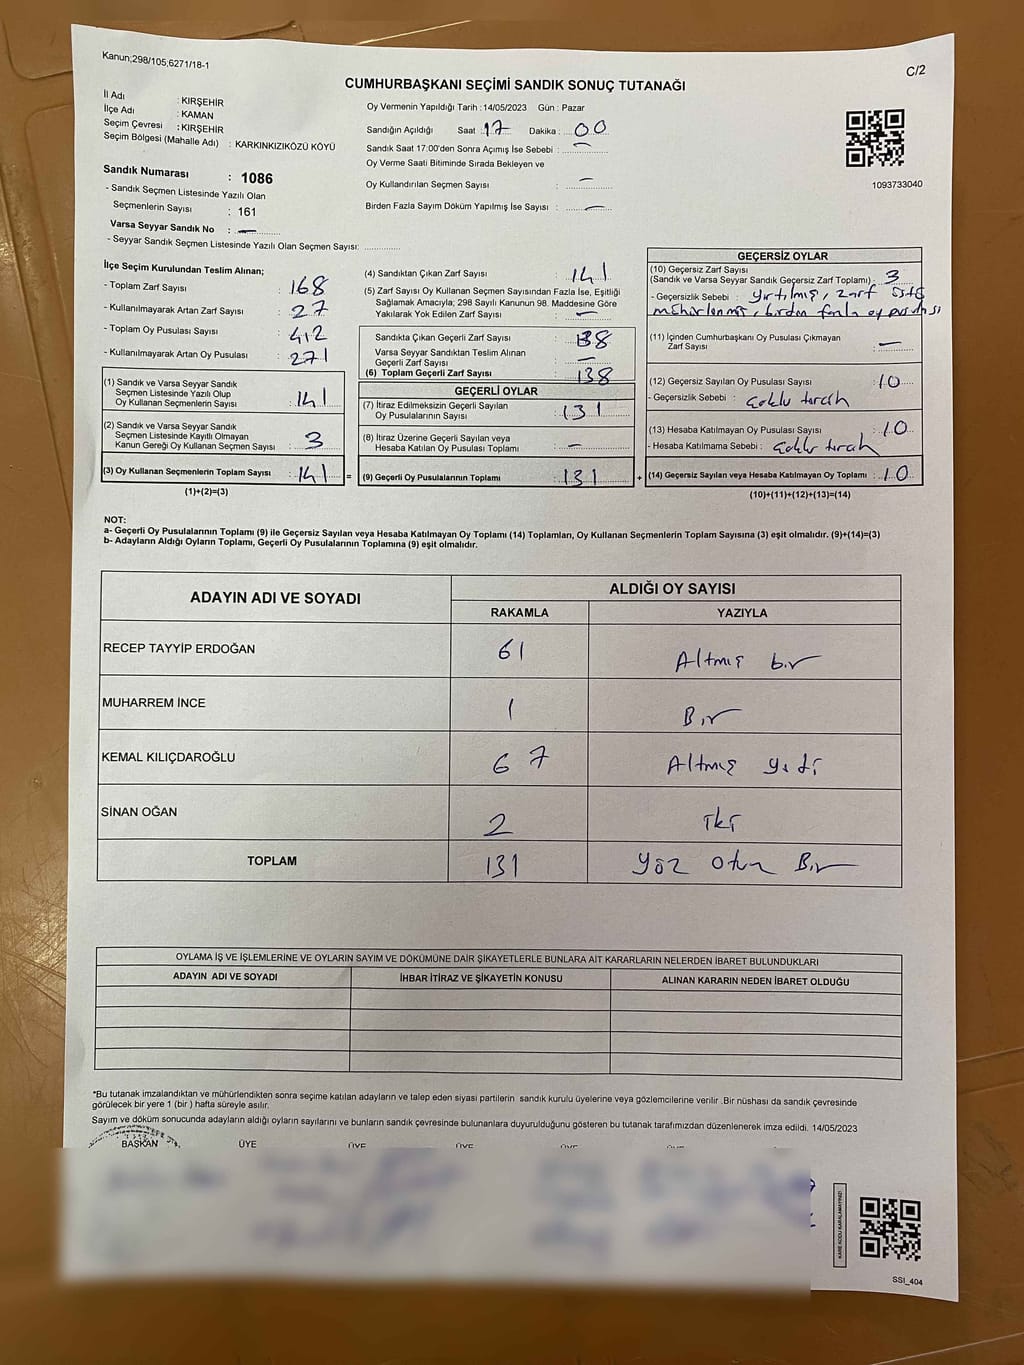 Kanun;298/105;6271/18-1
C/2
CUMHURBAŞKANI SEÇİMİ SANDIK SONUÇ TUTANAĞI
İl Adı : KIRŞEHİR
İlçe Adı : KAMAN
Seçim Çevresi : KIRŞEHİR
Seçim Bölgesi (Mahalle Adı) : KARKINKIZIKÖZÜ KÖYÜ
Sandık Numarası : 1086
- Sandık Seçmen Listesinde Yazılı Olan
Seçmenlerin Sayısı : 161
Varsa Seyyar Sandık No : —
- Seyyar Sandık Seçmen Listesinde Yazılı Olan Seçmen Sayısı: ..............
Oy Vermenin Yapıldığı Tarih :14/05/2023 Gün : Pazar
Sandığın Açıldığı Saat : 17 Dakika : 00
Sandık Saat 17:00'den Sonra Açımış İse Sebebi : —
Oy Verme Saati Bitiminde Sırada Bekleyen ve
Oy Kullandırılan Seçmen Sayısı : —
Birden Fazla Sayım Döküm Yapılmış İse Sayısı : —
1093733040
İlçe Seçim Kurulundan Teslim Alınan;
- Toplam Zarf Sayısı : 168
- Kullanılmayarak Artan Zarf Sayısı : 27
- Toplam Oy Pusulası Sayısı : 412
- Kullanılmayarak Artan Oy Pusulası : 271
(1) Sandık ve Varsa Seyyar Sandık
Seçmen Listesinde Yazılı Olup
Oy Kullanan Seçmenlerin Sayısı : 141
(2) Sandık ve Varsa Seyyar Sandık
Seçmen Listesinde Kayıtlı Olmayan
Kanun Gereği Oy Kullanan Seçmen Sayısı : 3
(3) Oy Kullanan Seçmenlerin Toplam Sayısı : 141 =
(1)+(2)=(3)
(4) Sandıktan Çıkan Zarf Sayısı : 141
(5) Zarf Sayısı Oy Kullanan Seçmen Sayısından Fazla İse, Eşitliği
Sağlamak Amacıyla; 298 Sayılı Kanunun 98. Maddesine Göre
Yakılarak Yok Edilen Zarf Sayısı : —
Sandıkta Çıkan Geçerli Zarf Sayısı : 138
Varsa Seyyar Sandıktan Teslim Alınan
Geçerli Zarf Sayısı : —
(6) Toplam Geçerli Zarf Sayısı : 138
GEÇERLİ OYLAR
(7) İtiraz Edilmeksizin Geçerli Sayılan
Oy Pusulalarının Sayısı : 131
(8) İtiraz Üzerine Geçerli Sayılan veya
Hesaba Katılan Oy Pusulası Toplamı : —
(9) Geçerli Oy Pusulalarının Toplamı : 131 +
GEÇERSİZ OYLAR
(10) Geçersiz Zarf Sayısı
(Sandık ve Varsa Seyyar Sandık Geçersiz Zarf Toplamı) : 3
- Geçersizlik Sebebi : yırtılmış, zarf üstü
mühürlenmiş, birden fazla oy pusulası
(11) İçinden Cumhurbaşkanı Oy Pusulası Çıkmayan
Zarf Sayısı : —
(12) Geçersiz Sayılan Oy Pusulası Sayısı : 10
- Geçersizlik Sebebi : çoklu tercih
(13) Hesaba Katılmayan Oy Pusulası Sayısı : 10
- Hesaba Katılmama Sebebi : çoklu tercih
(14) Geçersiz Sayılan veya Hesaba Katılmayan Oy Toplamı : 10
(10)+(11)+(12)+(13)=(14)
NOT:
a- Geçerli Oy Pusulalarının Toplamı (9) ile Geçersiz Sayılan veya Hesaba Katılmayan Oy Toplamı (14) Toplamları, Oy Kullanan Seçmenlerin Toplam Sayısına (3) eşit olmalıdır. (9)+(14)=(3)
b- Adayların Aldığı Oyların Toplamı, Geçerli Oy Pusulalarının Toplamına (9) eşit olmalıdır.
ADAYIN ADI VE SOYADI ALDIĞI OY SAYISI
RAKAMLA YAZIYLA
RECEP TAYYİP ERDOĞAN 61 Altmış bir
MUHARREM İNCE 1 Bir
KEMAL KILIÇDAROĞLU 67 Altmış yedi
SİNAN OĞAN 2 iki
TOPLAM 131 Yüz Otuz Bir
OYLAMA İŞ VE İŞLEMLERİNE VE OYLARIN SAYIM VE DÖKÜMÜNE DAİR ŞİKAYETLERLE BUNLARA AİT KARARLARIN NELERDEN İBARET BULUNDUKLARI
ADAYIN ADI VE SOYADI İHBAR İTİRAZ VE ŞİKAYETİN KONUSU ALINAN KARARIN NEDEN İBARET OLDUĞU
*Bu tutanak imzalandıktan ve mühürlendikten sonra seçime katılan adayların ve talep eden siyasi partilerin sandık kurulu üyelerine veya gözlemcilerine verilir .Bir nüshası da sandık çevresinde
görülecek bir yere 1 (bir ) hafta süreyle asılır.
Sayım ve döküm sonucunda adayların aldığı oyların sayılarını ve bunların sandık çevresinde bulunanlara duyurulduğunu gösteren bu tutanak tarafımızdan düzenlenerek imza edildi. 14/05/2023
BAŞKAN ÜYE ÜYE ÜYE ÜYE ÜYE
KARE KODU KARALAMAYINIZ!
SSI_404